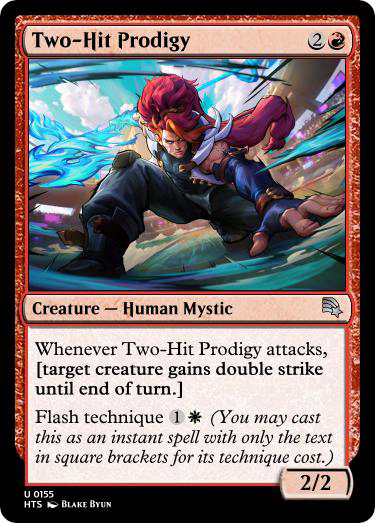 Two-Hit Prodigy 2
Creature — Human Mystic
Whenever Two-Hit Prodigy attacks,
[target creature gains double strike
until end of turn.]
Flash technique 1 (You may cast
this as an instant spell with only the text
in square brackets for its technique cost.)
2/2
U 0155
HTS Blake Byun